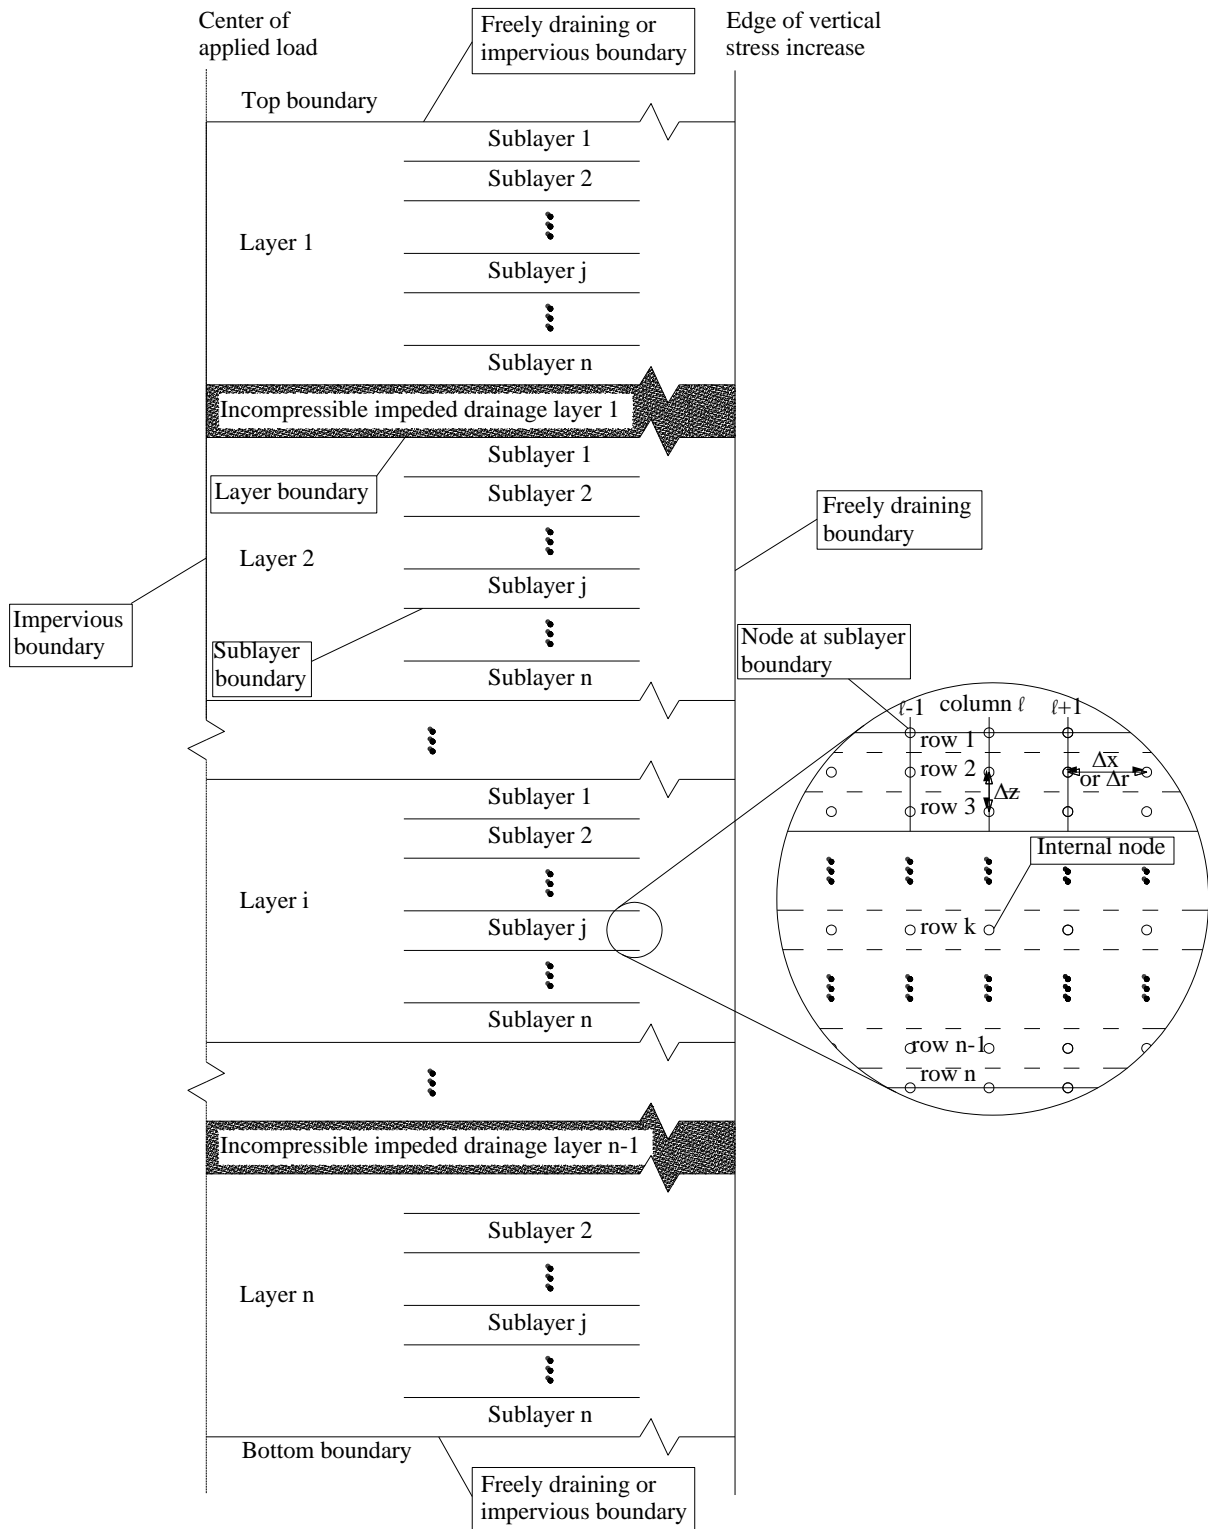 Center of
applied load
Freely draining or
impervious boundary
Edge of vertical
stress increase
Top boundary
Sublayer 1
Sublayer 2
Layer 1
Sublayer j
Sublayer n
Incompressible impeded drainage layer 1
Sublayer 1
Layer boundary
Sublayer 2
Freely draining
boundary
Layer 2
Sublayer j
Impervious
boundary
Sublayer
boundary
Sublayer n
Node at sublayer
boundary
ℓ-1
column ℓ
ℓ+1
row 1
row 2
Δx
or Δr
row 3
Δz
Sublayer 1
Sublayer 2
Internal node
Layer i
Sublayer j
row k
Sublayer n
row n-1
row n
Incompressible impeded drainage layer n-1
Sublayer 2
Layer n
Sublayer j
Sublayer n
Bottom boundary
Freely draining or
impervious boundary